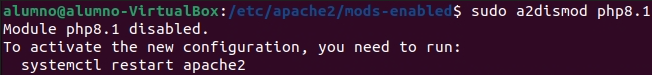 alumno@alumno-VirtualBox:/etc/apache2/mods-enabled$ sudo a2dismod php8.1
Module php8.1 disabled.
To activate the new configuration, you need to run:
  systemctl restart apache2